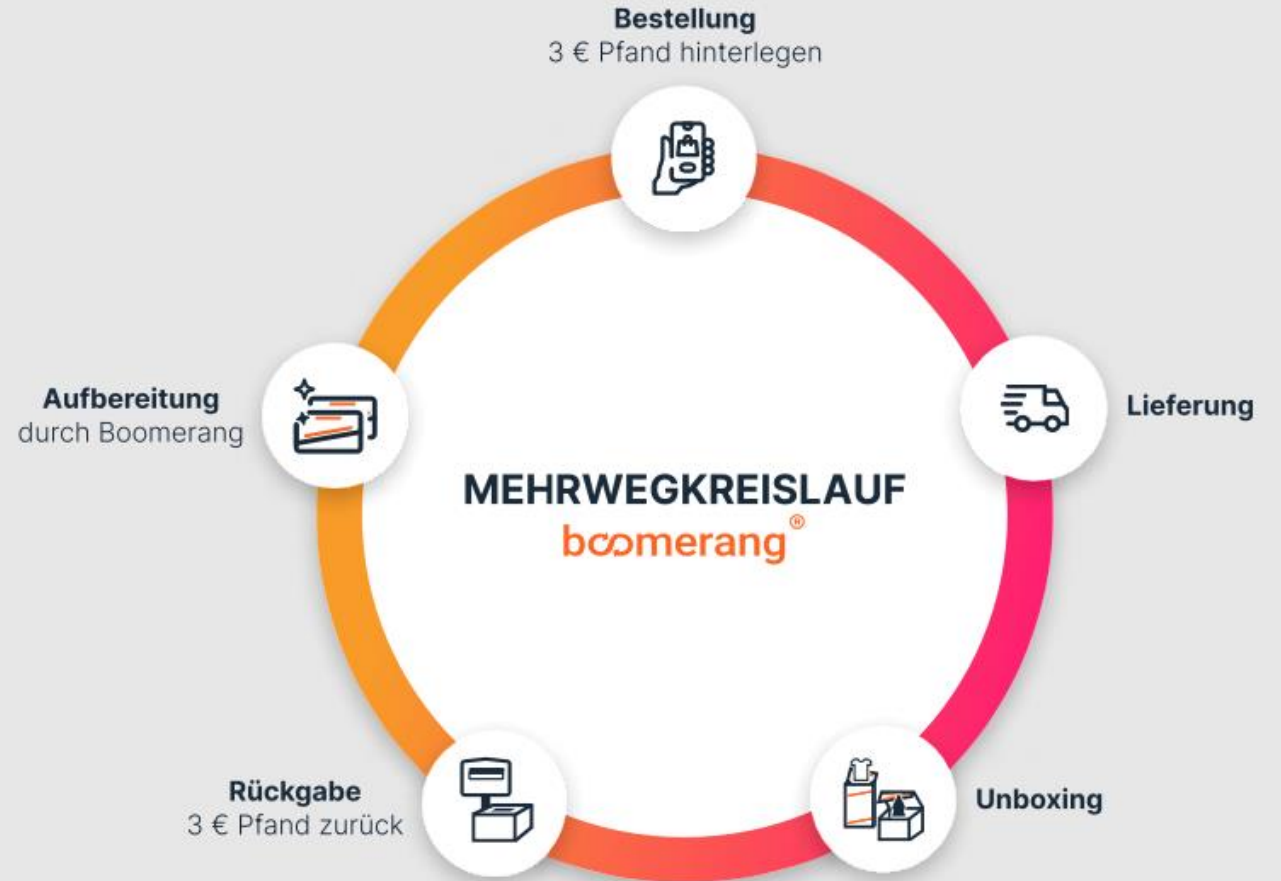 Bestellung
3 € Pfand hinterlegen
Aufbereitung
durch Boomerang
Lieferung
MEHRWEGKREISLAUF
boomerang®
Rückgabe
3 € Pfand zurück
Unboxing